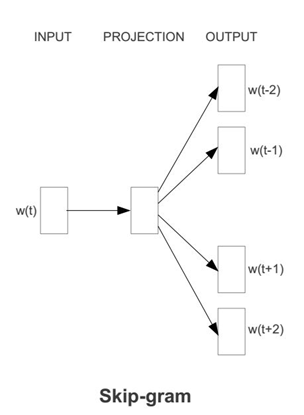 INPUT PROJECTION OUTPUT
w(t-2)
w(t-1)
w(t)
w(t+1)
w(t+2)
Skip-gram